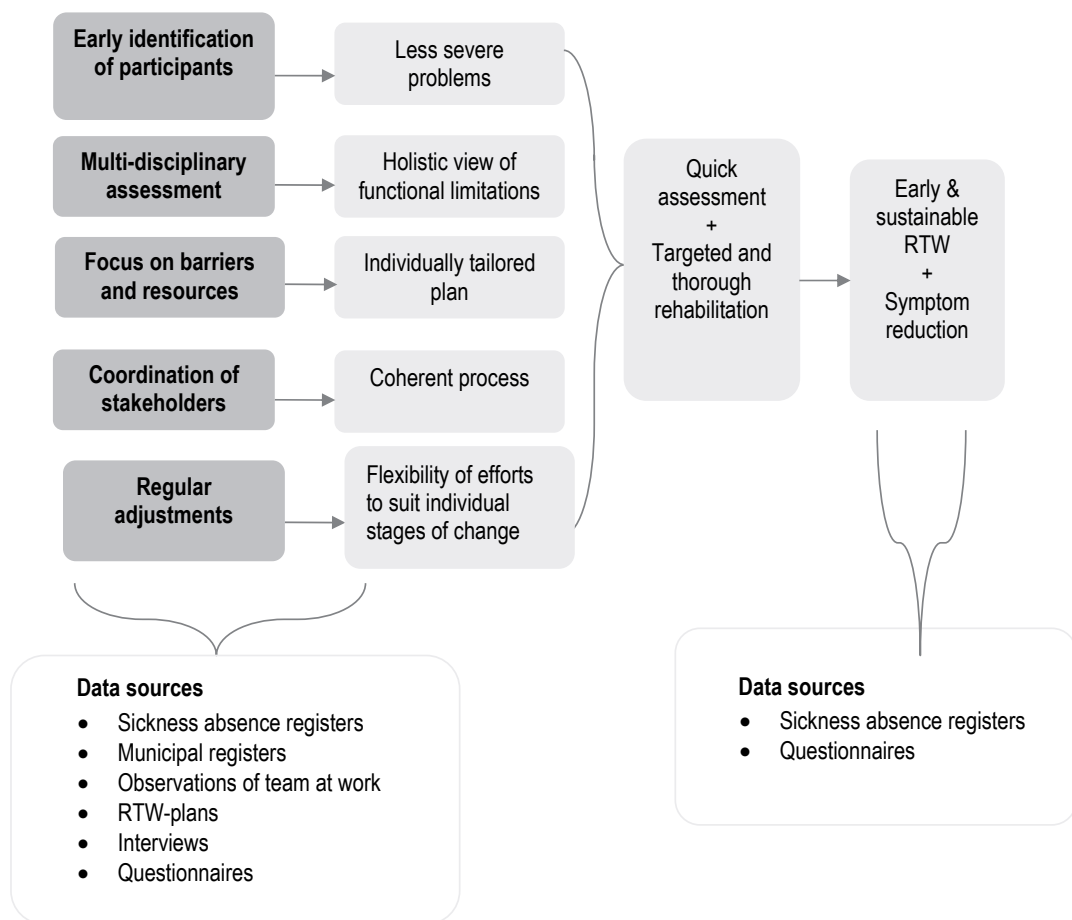 Early identification
of participants
Less severe
problems
Multi-disciplinary
assessment
Holistic view of
functional limitations
Focus on barriers
and resources
Individually tailored
plan
Coordination of
stakeholders
Coherent process
Regular
adjustments
Flexibility of efforts
to suit individual
stages of change
Quick
assessment
+
Targeted and
thorough
rehabilitation
Early &
sustainable
RTW
+
Symptom
reduction
Data sources
• Sickness absence registers
• Municipal registers
• Observations of team at work
• RTW-plans
• Interviews
• Questionnaires
Data sources
• Sickness absence registers
• Questionnaires